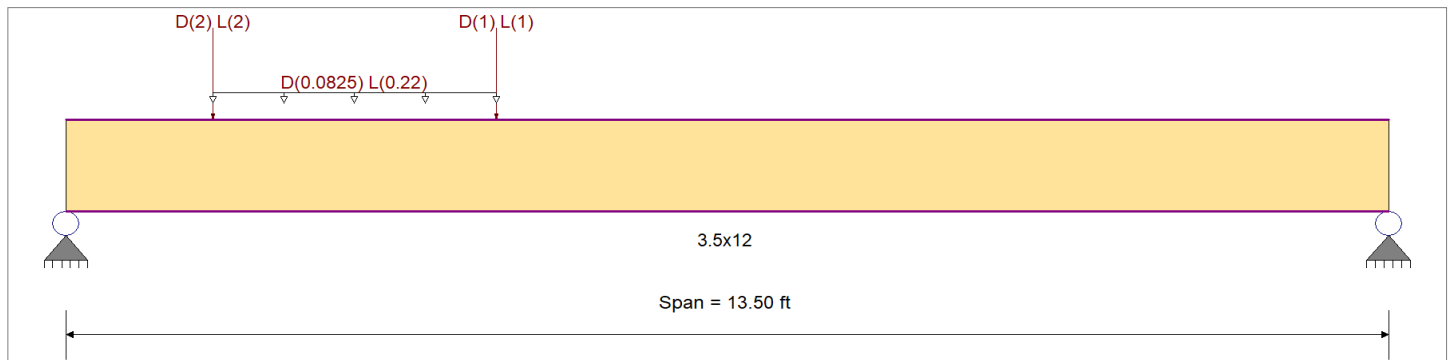 D(2) L(2) D(1) L(1)
D(0.0825) L(0.22)
3.5x12
Span = 13.50 ft